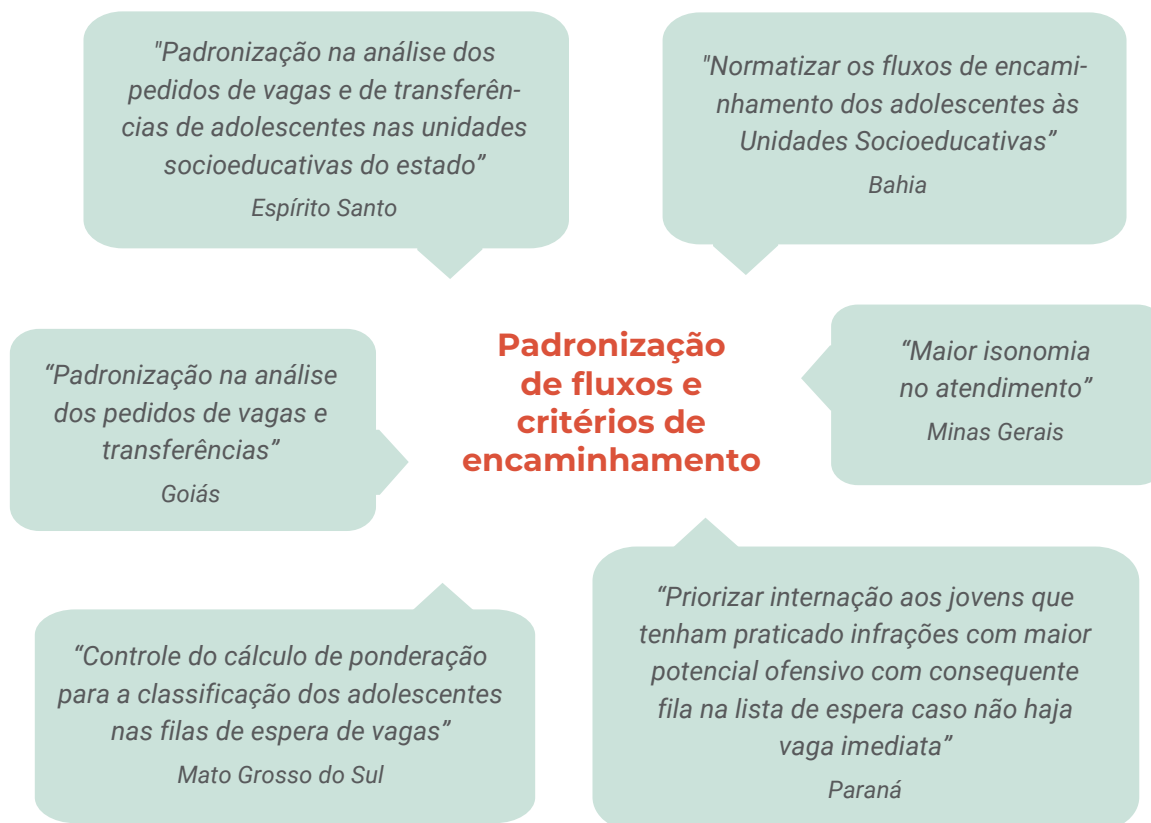 "Padronização na análise dos
pedidos de vagas e de transferên-
cias de adolescentes nas unidades
socioeducativas do estado”
Espírito Santo
"Normatizar os fluxos de encami-
nhamento dos adolescentes às
Unidades Socioeducativas”
Bahia
“Padronização na análise
dos pedidos de vagas e
transferências”
Goiás
Padronização
de fluxos e
critérios de
encaminhamento
“Maior isonomia
no atendimento”
Minas Gerais
“Controle do cálculo de ponderação
para a classificação dos adolescentes
nas filas de espera de vagas”
Mato Grosso do Sul
“Priorizar internação aos jovens que
tenham praticado infrações com maior
potencial ofensivo com consequente
fila na lista de espera caso não haja
vaga imediata”
Paraná